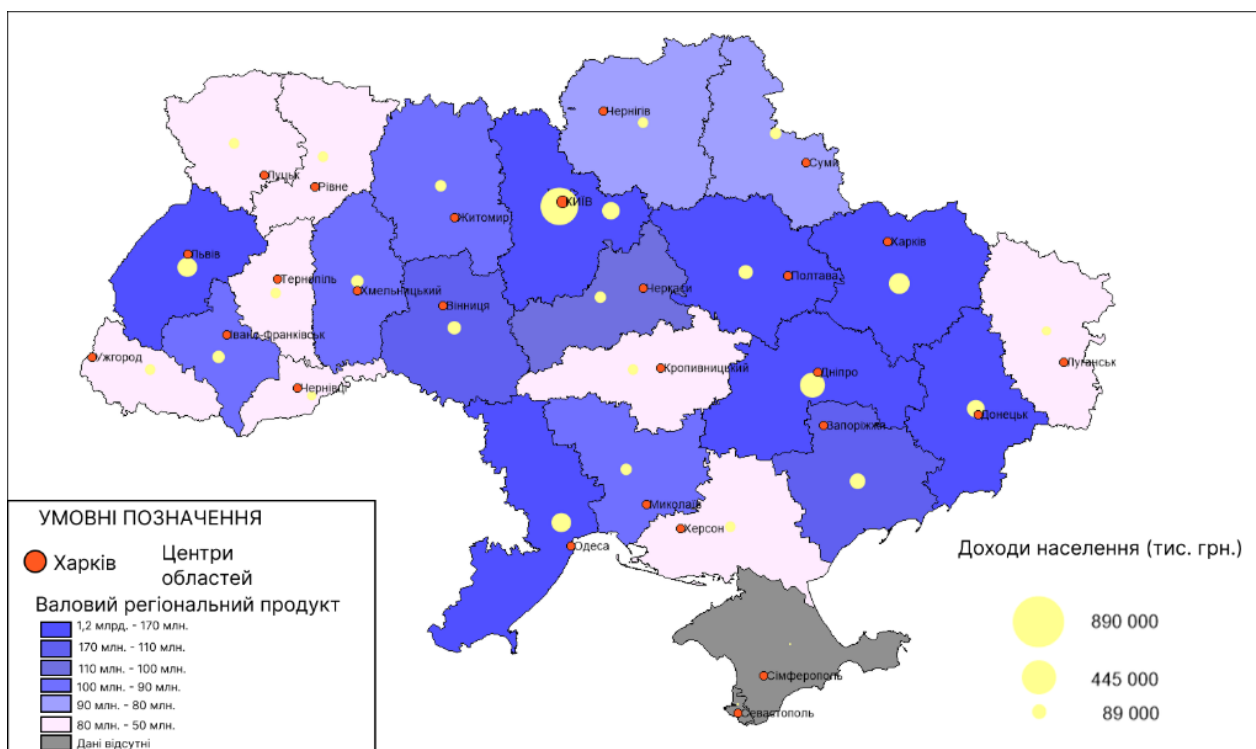 Чернігів
Суми
Луцьк
Рівне
КИЇВ
Житомир
Харків
Львів
Полтава
Тернопіль
Черкаси
Хмельницький
Вінниця
Івано-Франківськ
Ужгород
Кропивницький
Луганськ
Дніпро
Чернівці
Донецьк
Запоріжжя
Миколаїв
Херсон
Одеса
Сімферополь
Севастополь
УМОВНІ ПОЗНАЧЕННЯ
Харків
Центри
областей
Валовий регіональний продукт
1,2 млрд. - 170 млн.
170 млн. - 110 млн.
110 млн. - 100 млн.
100 млн. - 90 млн.
90 млн. - 80 млн.
80 млн. - 50 млн.
Дані відсутні
Доходи населення (тис. грн.)
890 000
445 000
89 000